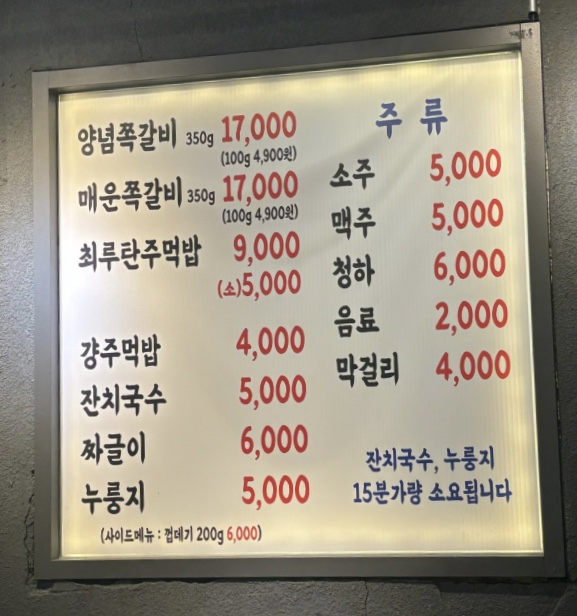 양념쪽갈비 350g 17,000
(100g 4,900원)
매운쪽갈비 350g 17,000
(100g 4,900원)
최루탄주먹밥 9,000
(소)5,000
걍주먹밥 4,000
잔치국수 5,000
짜글이 6,000
누룽지 5,000
(사이드메뉴 : 껍데기 200g 6,000)
주 류
소주 5,000
맥주 5,000
청하 6,000
음료 2,000
막걸리 4,000
잔치국수, 누룽지
15분가량 소요됩니다